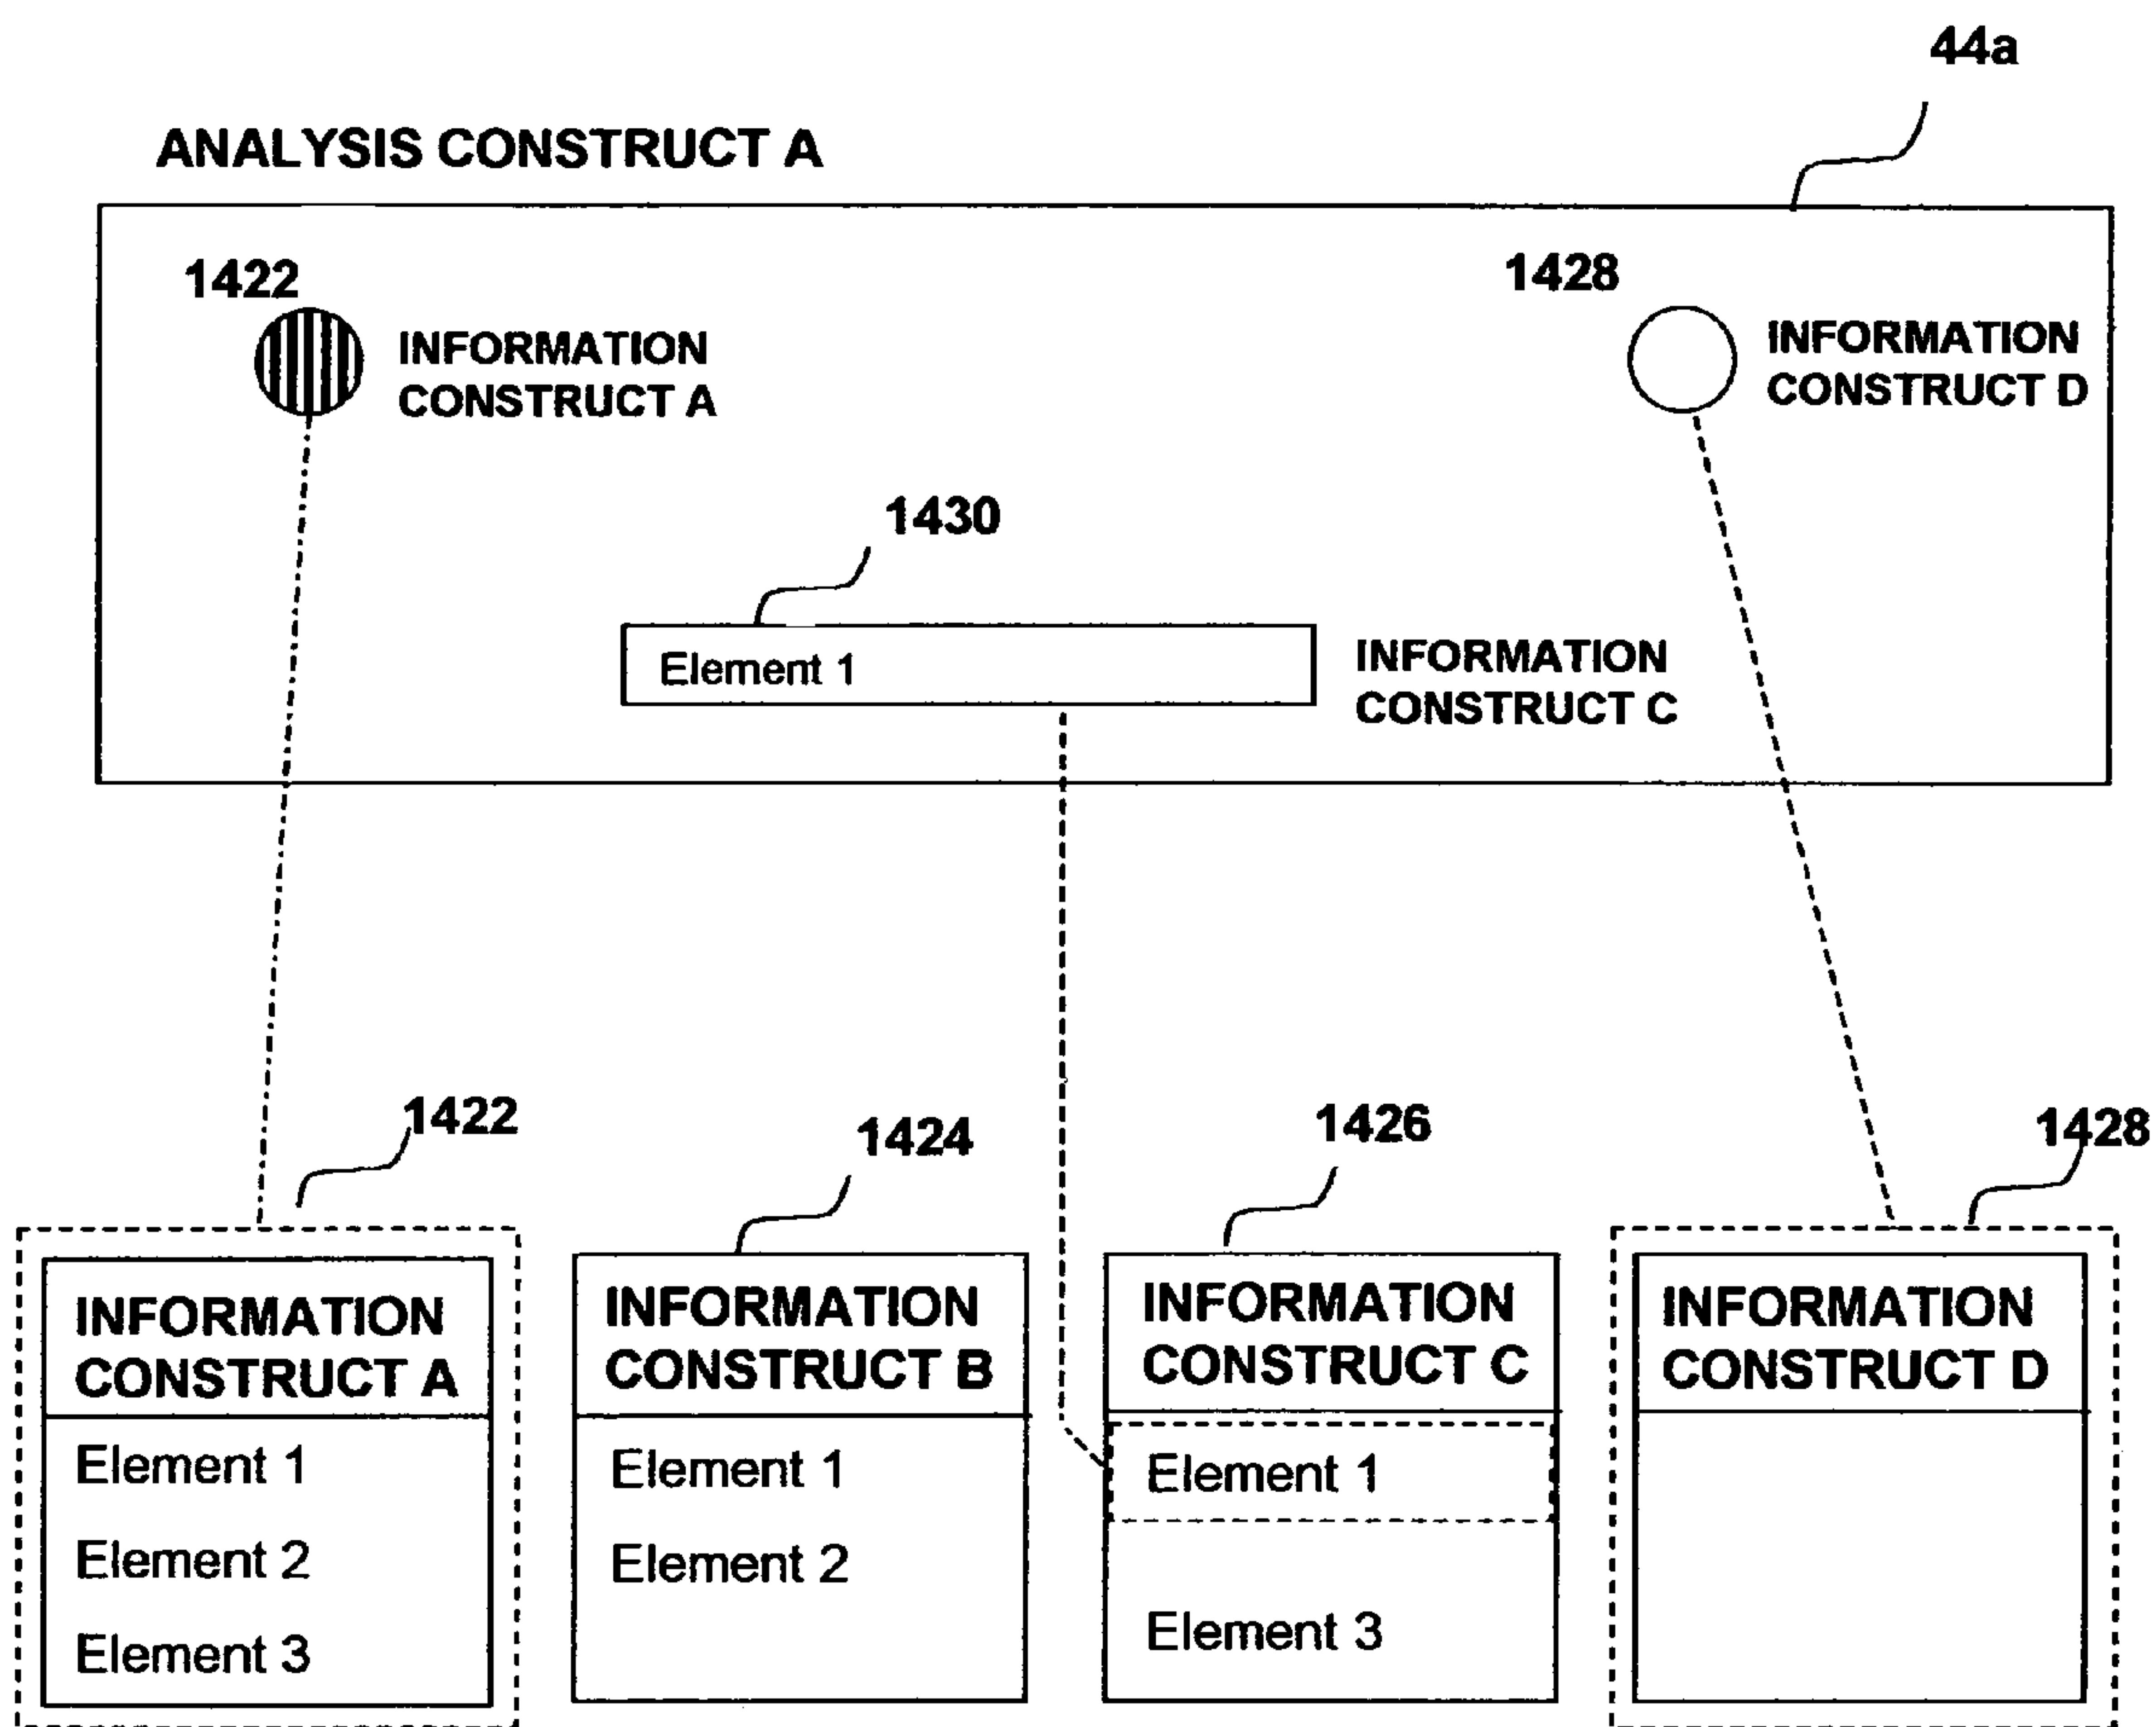 44a
ANALYSIS CONSTRUCT A
1422
INFORMATION
CONSTRUCT A
1428
INFORMATION
CONSTRUCT D
1430
Element 1
INFORMATION
CONSTRUCT C
1422
1424
1426
1428
INFORMATION
CONSTRUCT A
Element 1
Element 2
Element 3
INFORMATION
CONSTRUCT B
Element 1
Element 2
INFORMATION
CONSTRUCT C
Element 1
Element 3
INFORMATION
CONSTRUCT D